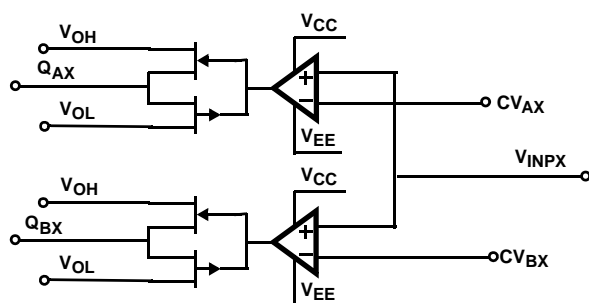 VCC
VOH
QAX
+
−
CVAX
VOL
VEE
VINPX
VCC
VOH
QBX
+
−
CVBX
VOL
VEE